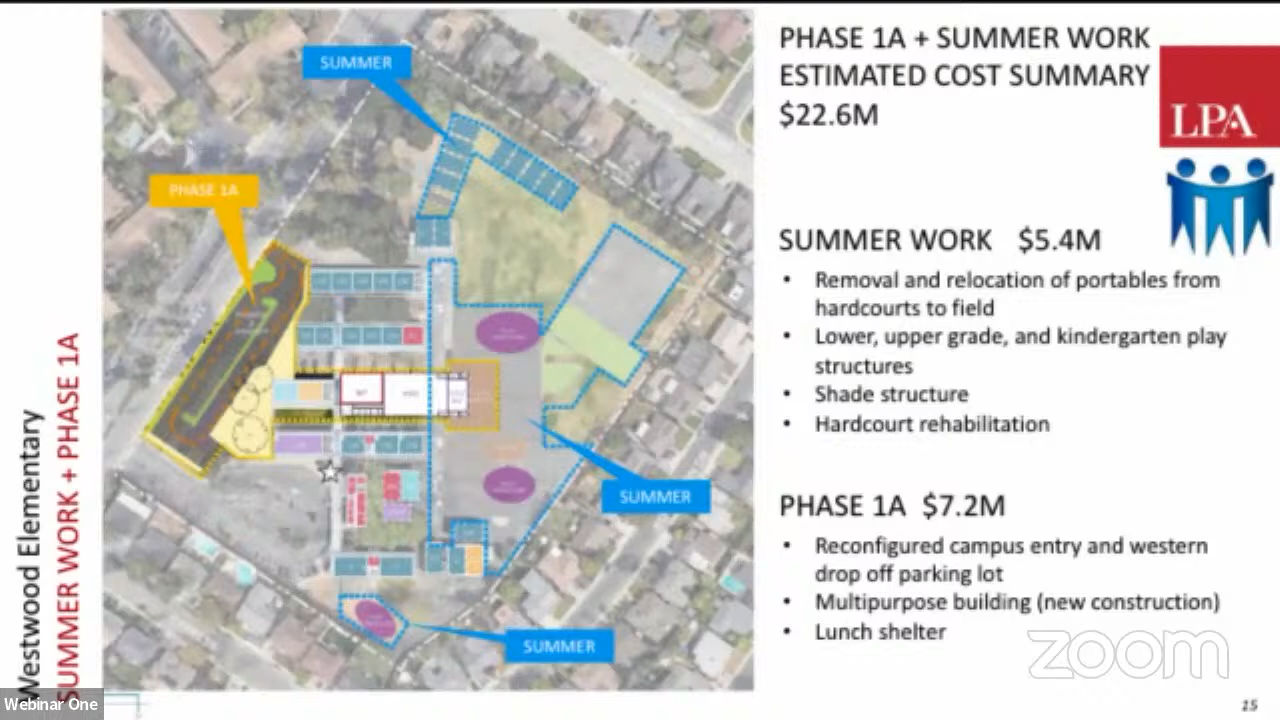 PHASE 1A + SUMMER WORK
ESTIMATED COST SUMMARY
$22.6M
LPA
SUMMER WORK $5.4M
• Removal and relocation of portables from
hardcourts to field
• Lower, upper grade, and kindergarten play
structures
• Shade structure
• Hardcourt rehabilitation
PHASE 1A $7.2M
• Reconfigured campus entry and western
drop off parking lot
• Multipurpose building (new construction)
• Lunch shelter
SUMMER
PHASE 1A
SUMMER
SUMMER
Westwood Elementary
SUMMER WORK + PHASE 1A
Webinar One
zoom
15